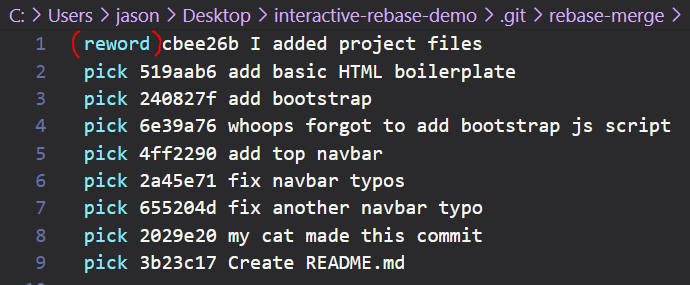 C: > Users > jason > Desktop > interactive-rebase-demo > .git > rebase-merge >
1 reword cbee26b I added project files
2 pick 519aab6 add basic HTML boilerplate
3 pick 240827f add bootstrap
4 pick 6e39a76 whoops forgot to add bootstrap js script
5 pick 4ff2290 add top navbar
6 pick 2a45e71 fix navbar typos
7 pick 655204d fix another navbar typo
8 pick 2029e20 my cat made this commit
9 pick 3b23c17 Create README.md